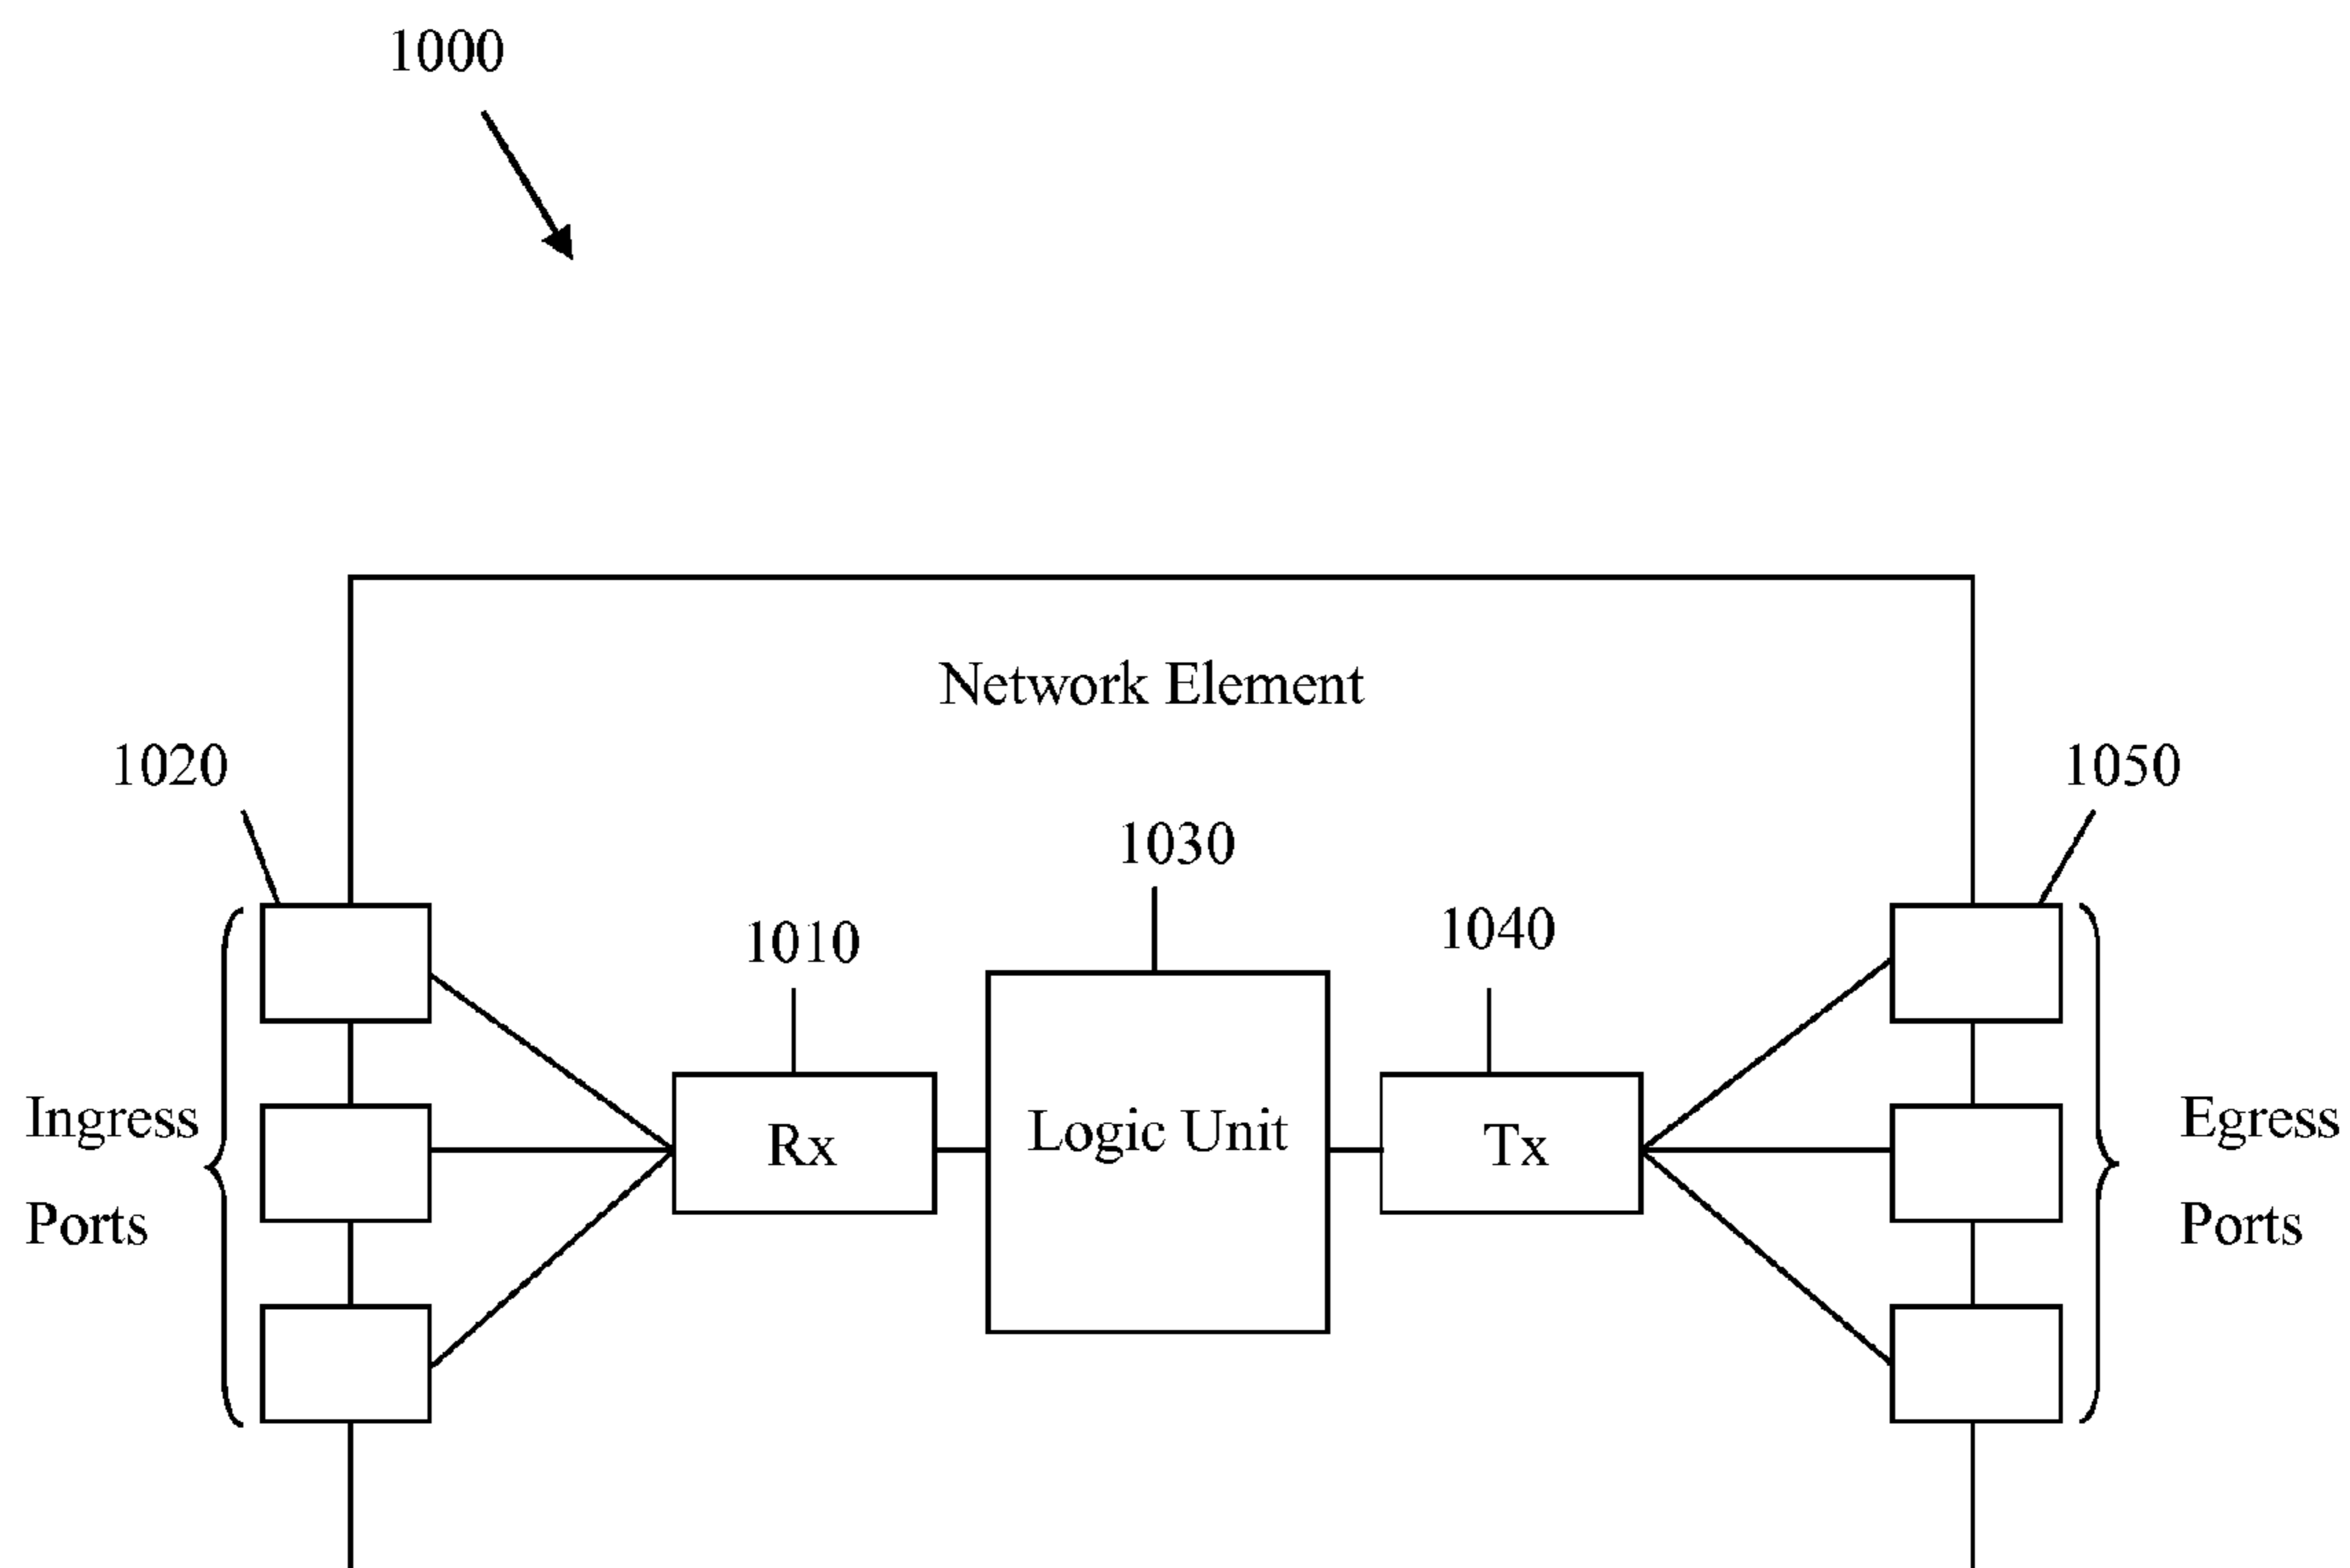 1000
Network Element
1020
1050
1030
1010
1040
Ingress
Ports
Rx
Logic Unit
Tx
Egress
Ports